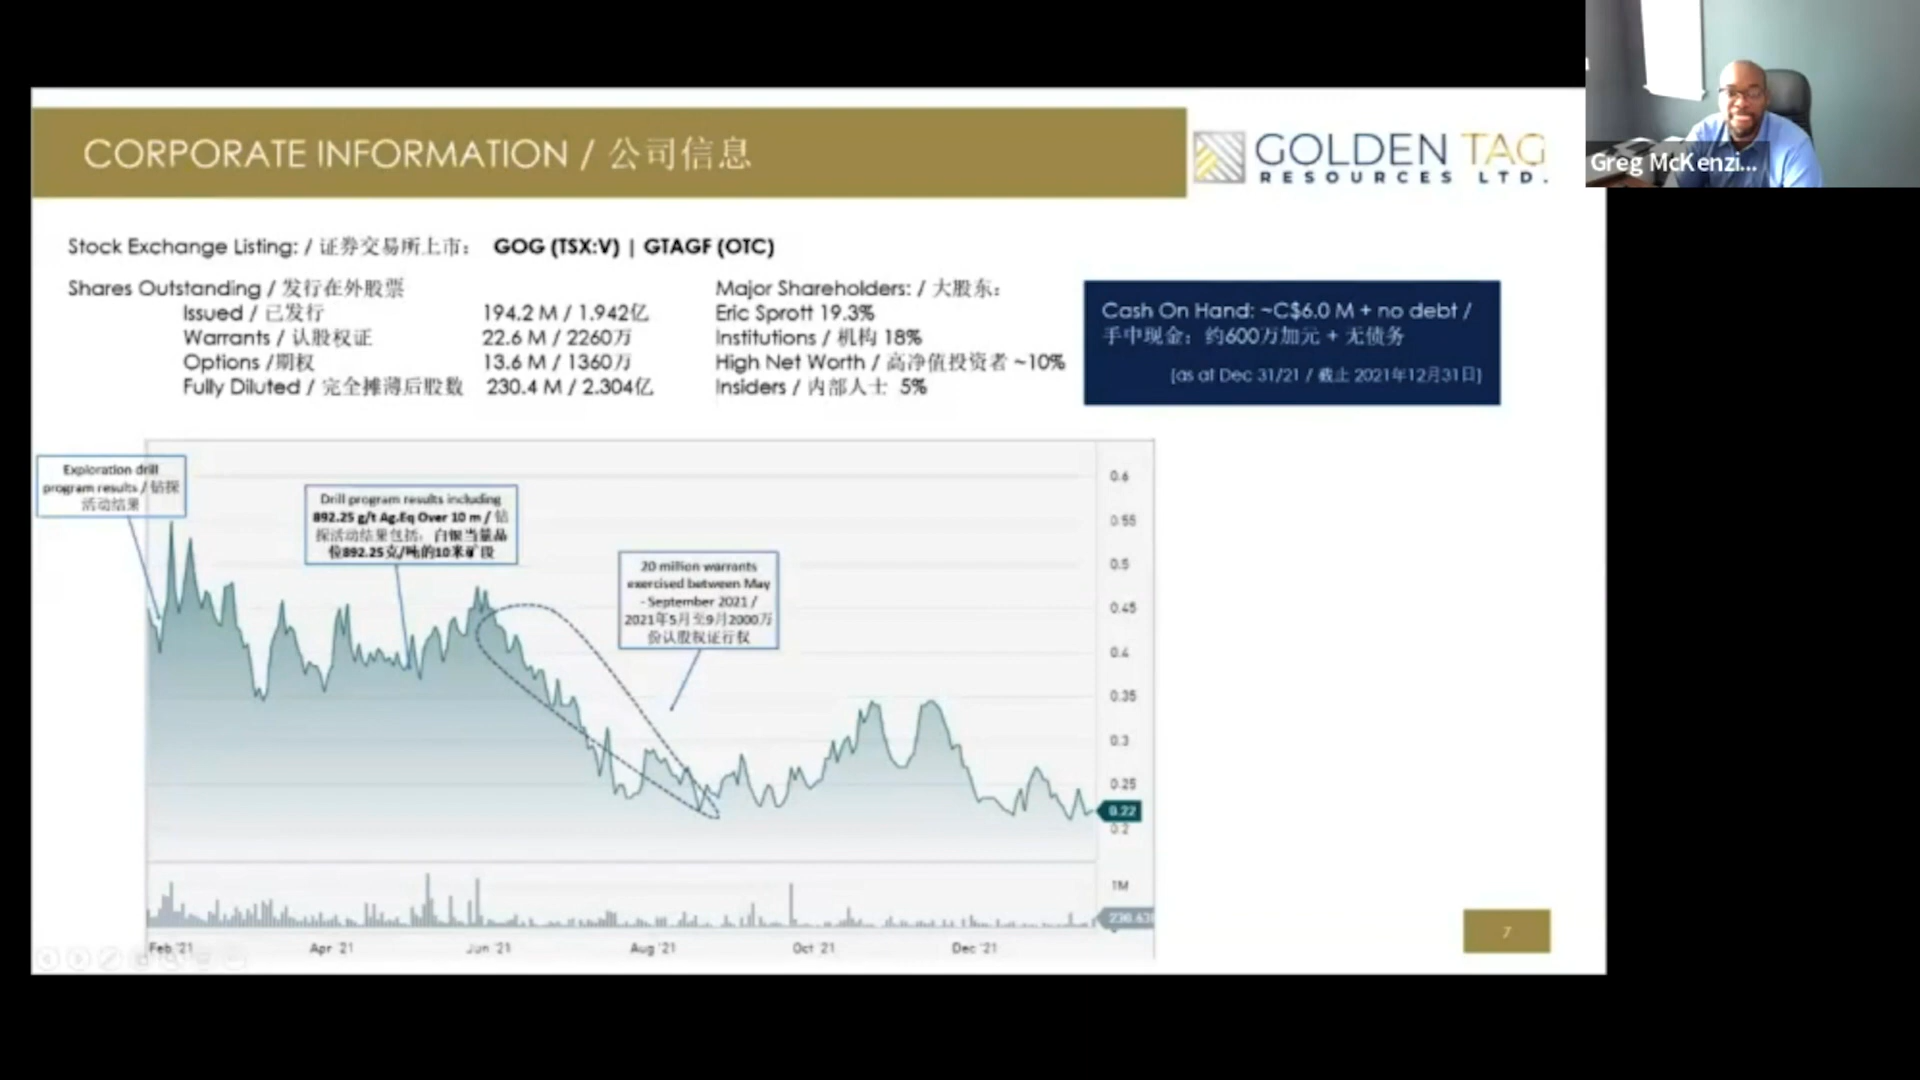 CORPORATE INFORMATION / 公司信息
GOLDEN TAG
RESOURCES LTD.
Greg McKenzi...
Stock Exchange Listing: / 证券交易所上市： GOG (TSX:V) | GTAGF (OTC)
Shares Outstanding / 发行在外股票
Issued / 已发行 194.2 M / 1.942亿
Warrants / 认股权证 22.6 M / 2260万
Options /期权 13.6 M / 1360万
Fully Diluted / 完全摊薄后股数 230.4 M / 2.304亿
Major Shareholders: / 大股东：
Eric Sprott 19.3%
Institutions / 机构 18%
High Net Worth / 高净值投资者 ~10%
Insiders / 内部人士 5%
Cash On Hand: ~C$6.0 M + no debt /
手中现金：约600万加元 + 无债务
(as at Dec 31/21 / 截止 2021年12月31日)
Exploration drill
program results / 钻探
活动结果
Drill program results including
892.25 g/t Ag.Eq Over 10 m / 钻
探活动结果包括，白银当量品
位892.25克/吨的10米矿段
20 million warrants
exercised between May
- September 2021 /
2021年5月至9月2000万
份认股权证行权
0.6
0.55
0.5
0.45
0.4
0.35
0.3
0.25
0.22
0.2
1M
Feb '21
Apr '21
Jun '21
Aug '21
Oct '21
Dec '21
7